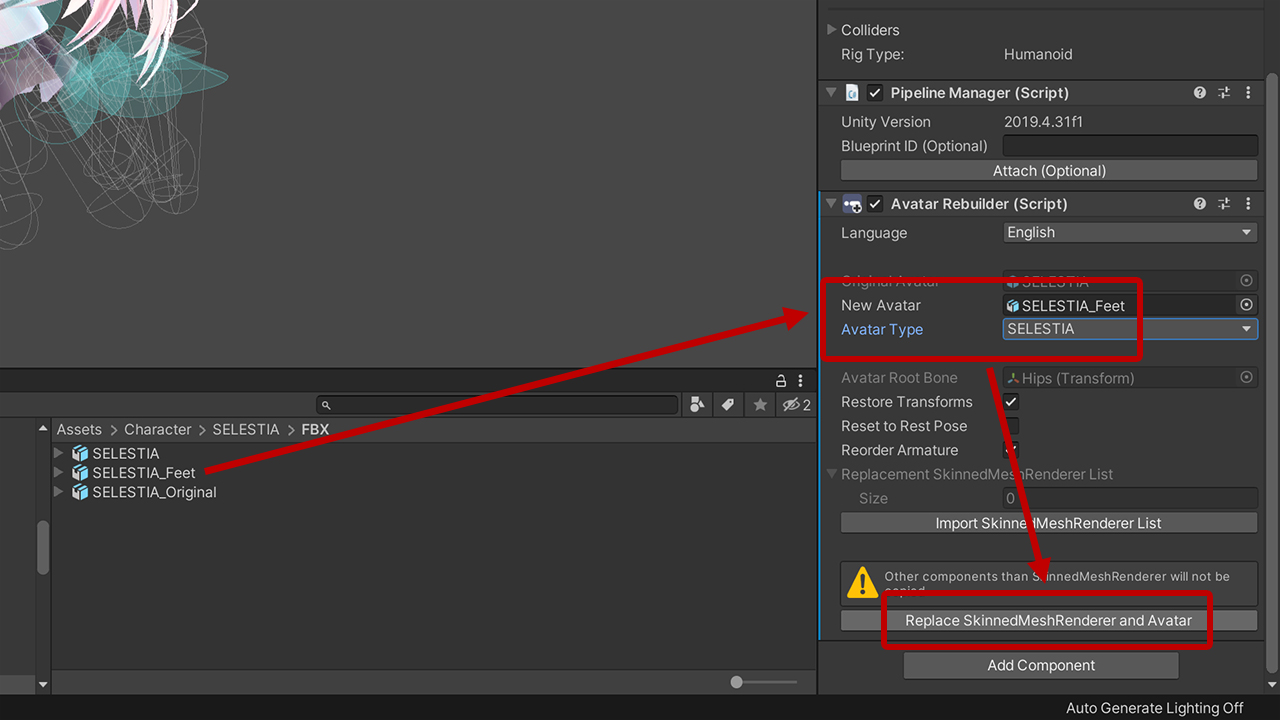 Colliders
Rig Type: Humanoid
Pipeline Manager (Script)
Unity Version 2019.4.31f1
Blueprint ID (Optional)
Attach (Optional)
Avatar Rebuilder (Script)
Language English
Original Avatar SELESTIA
New Avatar SELESTIA_Feet
Avatar Type SELESTIA
Avatar Root Bone Hips (Transform)
Restore Transforms
Reset to Rest Pose
Reorder Armature
Replacement SkinnedMeshRenderer List
Size 0
Import SkinnedMeshRenderer List
Other components than SkinnedMeshRenderer will not be
copied.
Replace SkinnedMeshRenderer and Avatar
Add Component
2
Assets > Character > SELESTIA > FBX
SELESTIA
SELESTIA_Feet
SELESTIA_Original
Auto Generate Lighting Off